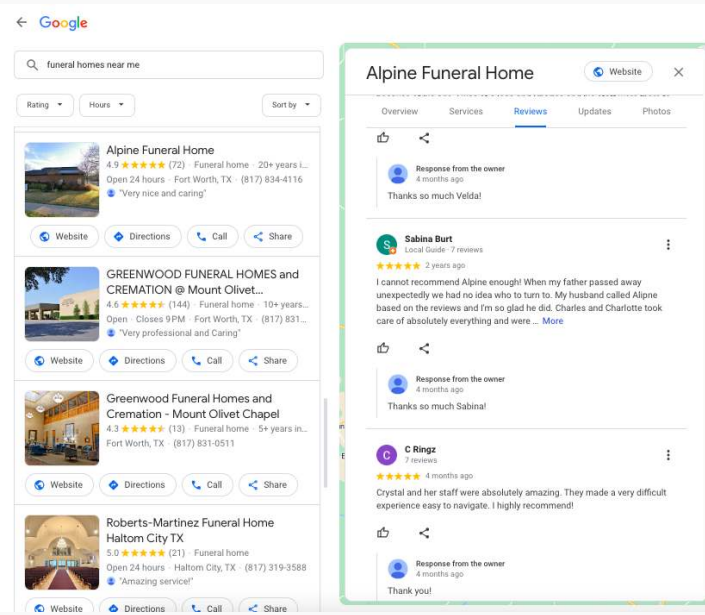 Google
funeral homes near me
Rating
Hours
Sort by
Alpine Funeral Home
4.9 (72) · Funeral home · 20+ years i...
Open 24 hours · Fort Worth, TX · (817) 834-4116
"Very nice and caring"
Website
Directions
Call
Share
GREENWOOD FUNERAL HOMES and
CREMATION @ Mount Olivet...
4.6 (144) · Funeral home · 10+ years...
Open · Closes 9 PM · Fort Worth, TX · (817) 831...
"Very professional and Caring"
Website
Directions
Call
Share
Greenwood Funeral Homes and
Cremation - Mount Olivet Chapel
4.3 (13) · Funeral home · 5+ years in...
Fort Worth, TX · (817) 831-0511
Website
Directions
Call
Share
Roberts-Martinez Funeral Home
Haltom City TX
5.0 (21) · Funeral home
Open 24 hours · Haltom City, TX · (817) 319-3588
"Amazing service!"
Website
Directions
Call
Share
Alpine Funeral Home
Website
Overview
Services
Reviews
Updates
Photos
Response from the owner
4 months ago
Thanks so much Velda!
S
Sabina Burt
Local Guide · 7 reviews
2 years ago
I cannot recommend Alpine enough! When my father passed away
unexpectedly we had no idea who to turn to. My husband called Alipne
based on the reviews and I'm so glad he did. Charles and Charlotte took
care of absolutely everything and were ... More
Response from the owner
4 months ago
Thanks so much Sabina!
C
C Ringz
7 reviews
4 months ago
Crystal and her staff were absolutely amazing. They made a very difficult
experience easy to navigate. I highly recommend!
Response from the owner
4 months ago
Thank you!